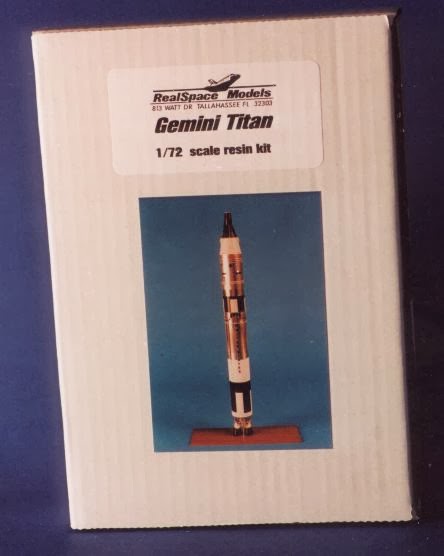 RealSpace Models
813 WATT DR TALLAHASSEE FL 32303
Gemini Titan
1/72 scale resin kit